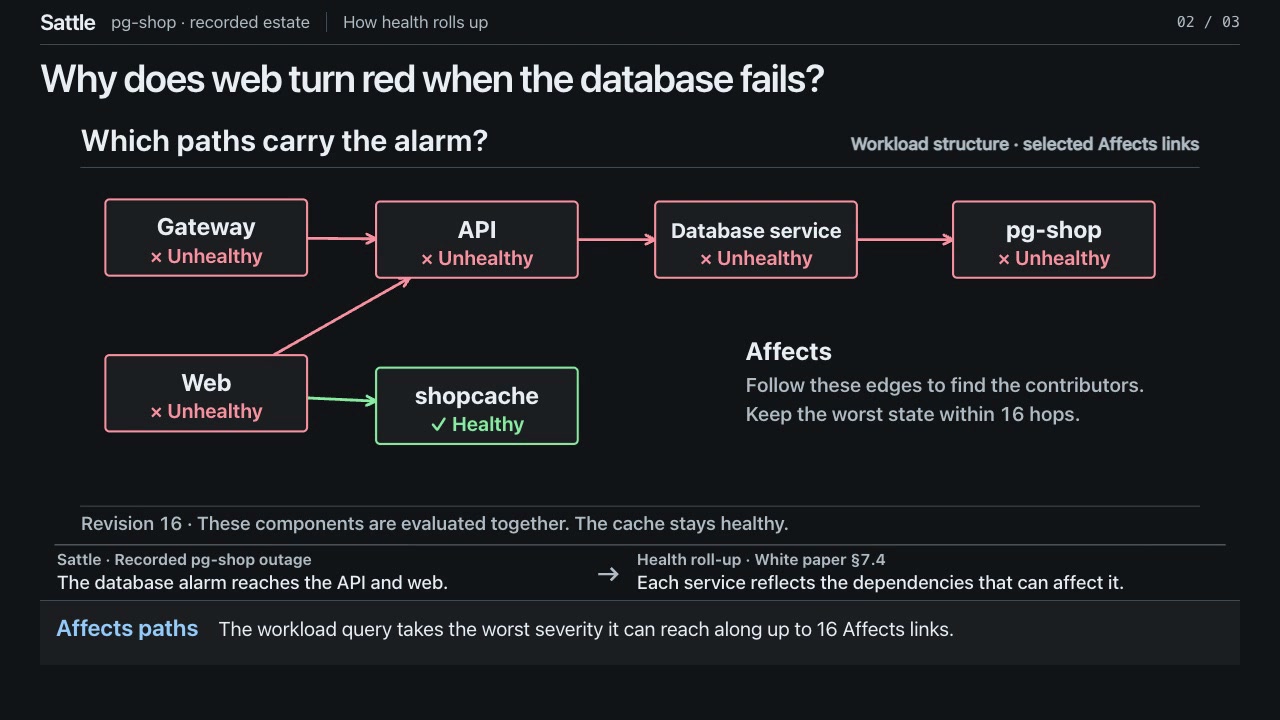 Sattle pg-shop · recorded estate How health rolls up 02 / 03
Why does web turn red when the database fails?
Which paths carry the alarm? Workload structure · selected Affects links
Gateway
× Unhealthy
API
× Unhealthy
Database service
× Unhealthy
pg-shop
× Unhealthy
Web
× Unhealthy
shopcache
✓ Healthy
Affects
Follow these edges to find the contributors.
Keep the worst state within 16 hops.
Revision 16 · These components are evaluated together. The cache stays healthy.
Sattle · Recorded pg-shop outage
The database alarm reaches the API and web.
→
Health roll-up · White paper §7.4
Each service reflects the dependencies that can affect it.
Affects paths The workload query takes the worst severity it can reach along up to 16 Affects links.